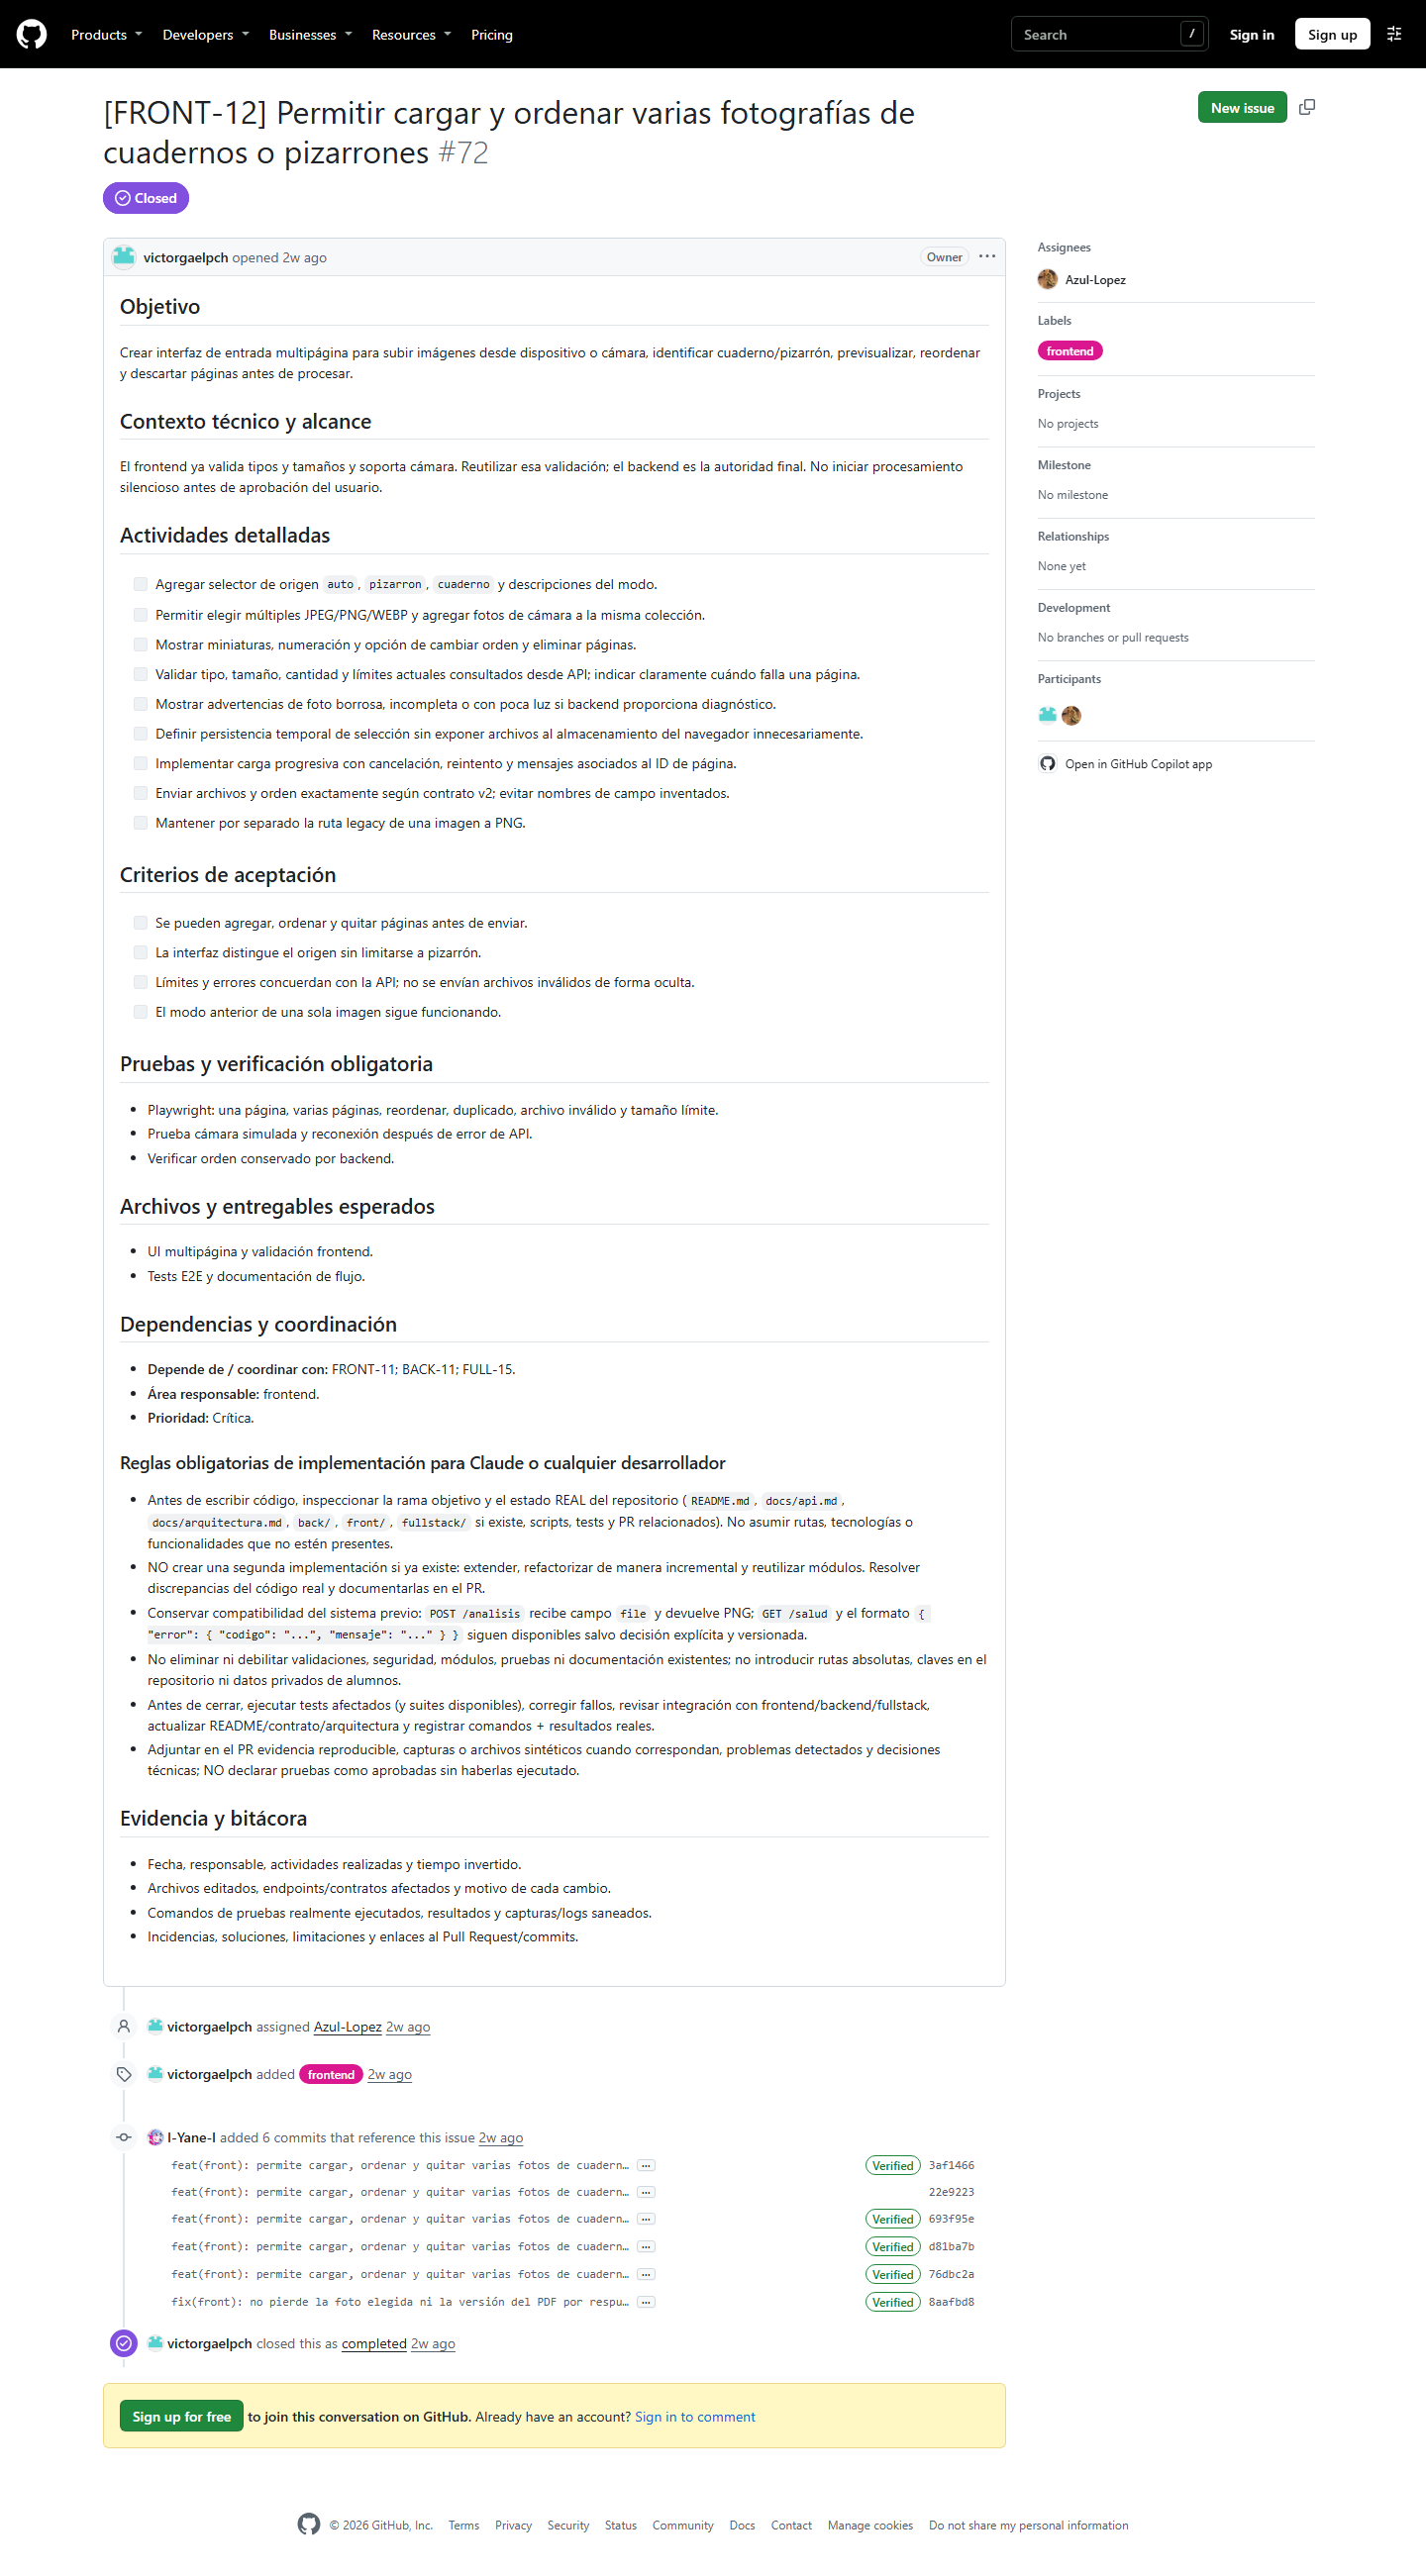 Products
Developers
Businesses
Resources
Pricing
Search
/
Sign in
Sign up
[FRONT-12] Permitir cargar y ordenar varias fotografías de
cuadernos o pizarrones #72
New issue
Closed
victorgaelpch opened 2w ago
Owner
Objetivo
Crear interfaz de entrada multipágina para subir imágenes desde dispositivo o cámara, identificar cuaderno/pizarrón, previsualizar, reordenar
y descartar páginas antes de procesar.
Contexto técnico y alcance
El frontend ya valida tipos y tamaños y soporta cámara. Reutilizar esa validación; el backend es la autoridad final. No iniciar procesamiento
silencioso antes de aprobación del usuario.
Actividades detalladas
Agregar selector de origen auto, pizarron, cuaderno y descripciones del modo.
Permitir elegir múltiples JPEG/PNG/WEBP y agregar fotos de cámara a la misma colección.
Mostrar miniaturas, numeración y opción de cambiar orden y eliminar páginas.
Validar tipo, tamaño, cantidad y límites actuales consultados desde API; indicar claramente cuándo falla una página.
Mostrar advertencias de foto borrosa, incompleta o con poca luz si backend proporciona diagnóstico.
Definir persistencia temporal de selección sin exponer archivos al almacenamiento del navegador innecesariamente.
Implementar carga progresiva con cancelación, reintento y mensajes asociados al ID de página.
Enviar archivos y orden exactamente según contrato v2; evitar nombres de campo inventados.
Mantener por separado la ruta legacy de una imagen a PNG.
Criterios de aceptación
Se pueden agregar, ordenar y quitar páginas antes de enviar.
La interfaz distingue el origen sin limitarse a pizarrón.
Límites y errores concuerdan con la API; no se envían archivos inválidos de forma oculta.
El modo anterior de una sola imagen sigue funcionando.
Pruebas y verificación obligatoria
• Playwright: una página, varias páginas, reordenar, duplicado, archivo inválido y tamaño límite.
• Prueba cámara simulada y reconexión después de error de API.
• Verificar orden conservado por backend.
Archivos y entregables esperados
• UI multipágina y validación frontend.
• Tests E2E y documentación de flujo.
Dependencias y coordinación
• Depende de / coordinar con: FRONT-11; BACK-11; FULL-15.
• Área responsable: frontend.
• Prioridad: Crítica.
Reglas obligatorias de implementación para Claude o cualquier desarrollador
• Antes de escribir código, inspeccionar la rama objetivo y el estado REAL del repositorio (README.md, docs/api.md,
docs/arquitectura.md, back/, front/, fullstack/ si existe, scripts, tests y PR relacionados). No asumir rutas, tecnologías o
funcionalidades que no estén presentes.
• NO crear una segunda implementación si ya existe: extender, refactorizar de manera incremental y reutilizar módulos. Resolver
discrepancias del código real y documentarlas en el PR.
• Conservar compatibilidad del sistema previo: POST /analisis recibe campo file y devuelve PNG; GET /salud y el formato {
"error": { "codigo": "...", "mensaje": "..." } } siguen disponibles salvo decisión explícita y versionada.
• No eliminar ni debilitar validaciones, seguridad, módulos, pruebas ni documentación existentes; no introducir rutas absolutas, claves en el
repositorio ni datos privados de alumnos.
• Antes de cerrar, ejecutar tests afectados (y suites disponibles), corregir fallos, revisar integración con frontend/backend/fullstack,
actualizar README/contrato/arquitectura y registrar comandos + resultados reales.
• Adjuntar en el PR evidencia reproducible, capturas o archivos sintéticos cuando correspondan, problemas detectados y decisiones
técnicas; NO declarar pruebas como aprobadas sin haberlas ejecutado.
Evidencia y bitácora
• Fecha, responsable, actividades realizadas y tiempo invertido.
• Archivos editados, endpoints/contratos afectados y motivo de cada cambio.
• Comandos de pruebas realmente ejecutados, resultados y capturas/logs saneados.
• Incidencias, soluciones, limitaciones y enlaces al Pull Request/commits.
victorgaelpch assigned Azul-Lopez 2w ago
victorgaelpch added frontend 2w ago
I-Yane-I added 6 commits that reference this issue 2w ago
feat(front): permite cargar, ordenar y quitar varias fotos de cuadern… ... Verified 3af1466
feat(front): permite cargar, ordenar y quitar varias fotos de cuadern… ... 22e9223
feat(front): permite cargar, ordenar y quitar varias fotos de cuadern… ... Verified 693f95e
feat(front): permite cargar, ordenar y quitar varias fotos de cuadern… ... Verified d81ba7b
feat(front): permite cargar, ordenar y quitar varias fotos de cuadern… ... Verified 76dbc2a
fix(front): no pierde la foto elegida ni la versión del PDF por respu… ... Verified 8aafbd8
victorgaelpch closed this as completed 2w ago
Sign up for free to join this conversation on GitHub. Already have an account? Sign in to comment
Assignees
Azul-Lopez
Labels
frontend
Projects
No projects
Milestone
No milestone
Relationships
None yet
Development
No branches or pull requests
Participants
Open in GitHub Copilot app
© 2026 GitHub, Inc.
Terms
Privacy
Security
Status
Community
Docs
Contact
Manage cookies
Do not share my personal information